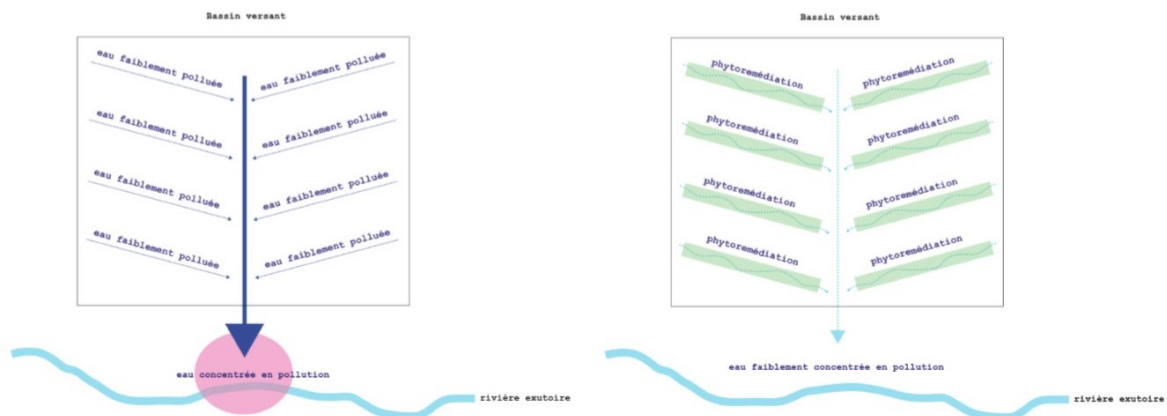 Bassin versant
eau faiblement polluée
eau faiblement polluée
eau faiblement polluée
eau faiblement polluée
eau faiblement polluée
eau faiblement polluée
eau faiblement polluée
eau faiblement polluée
eau concentrée en pollution
rivière exutoire
Bassin versant
phytoremédiation
phytoremédiation
phytoremédiation
phytoremédiation
phytoremédiation
phytoremédiation
phytoremédiation
phytoremédiation
eau faiblement concentrée en pollution
rivière exutoire